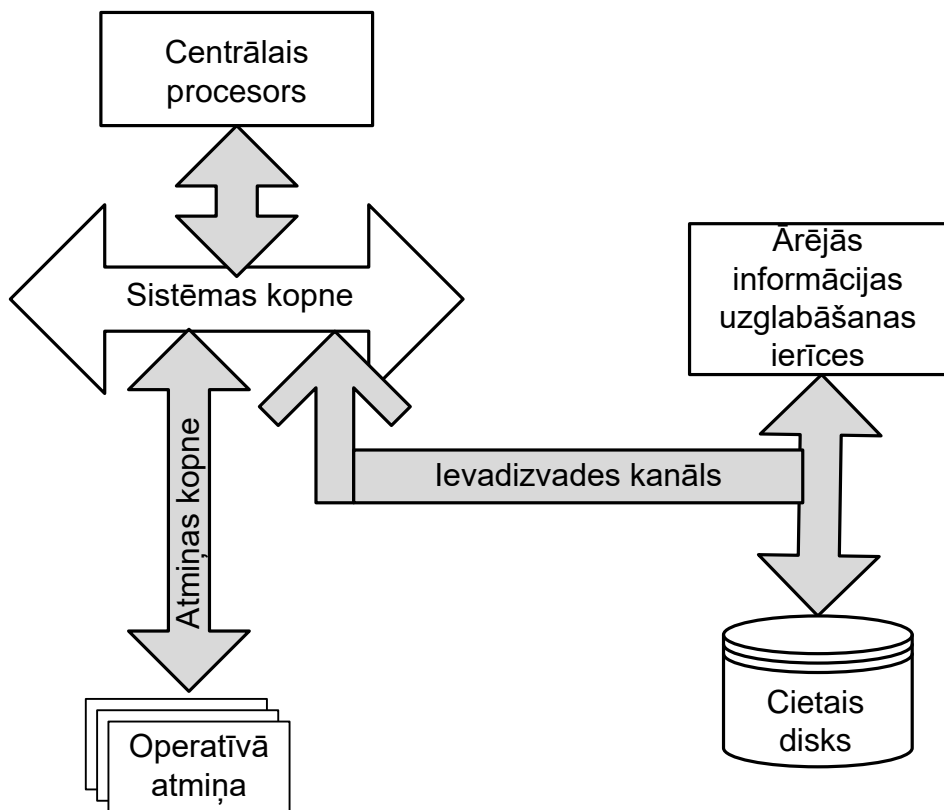 Centrālais
procesors
Sistēmas kopne
Ārējās
informācijas
uzglabāšanas
ierīces
Atmiņas kopne
Ievadizvades kanāls
Operatīvā
atmiņa
Cietais
disks